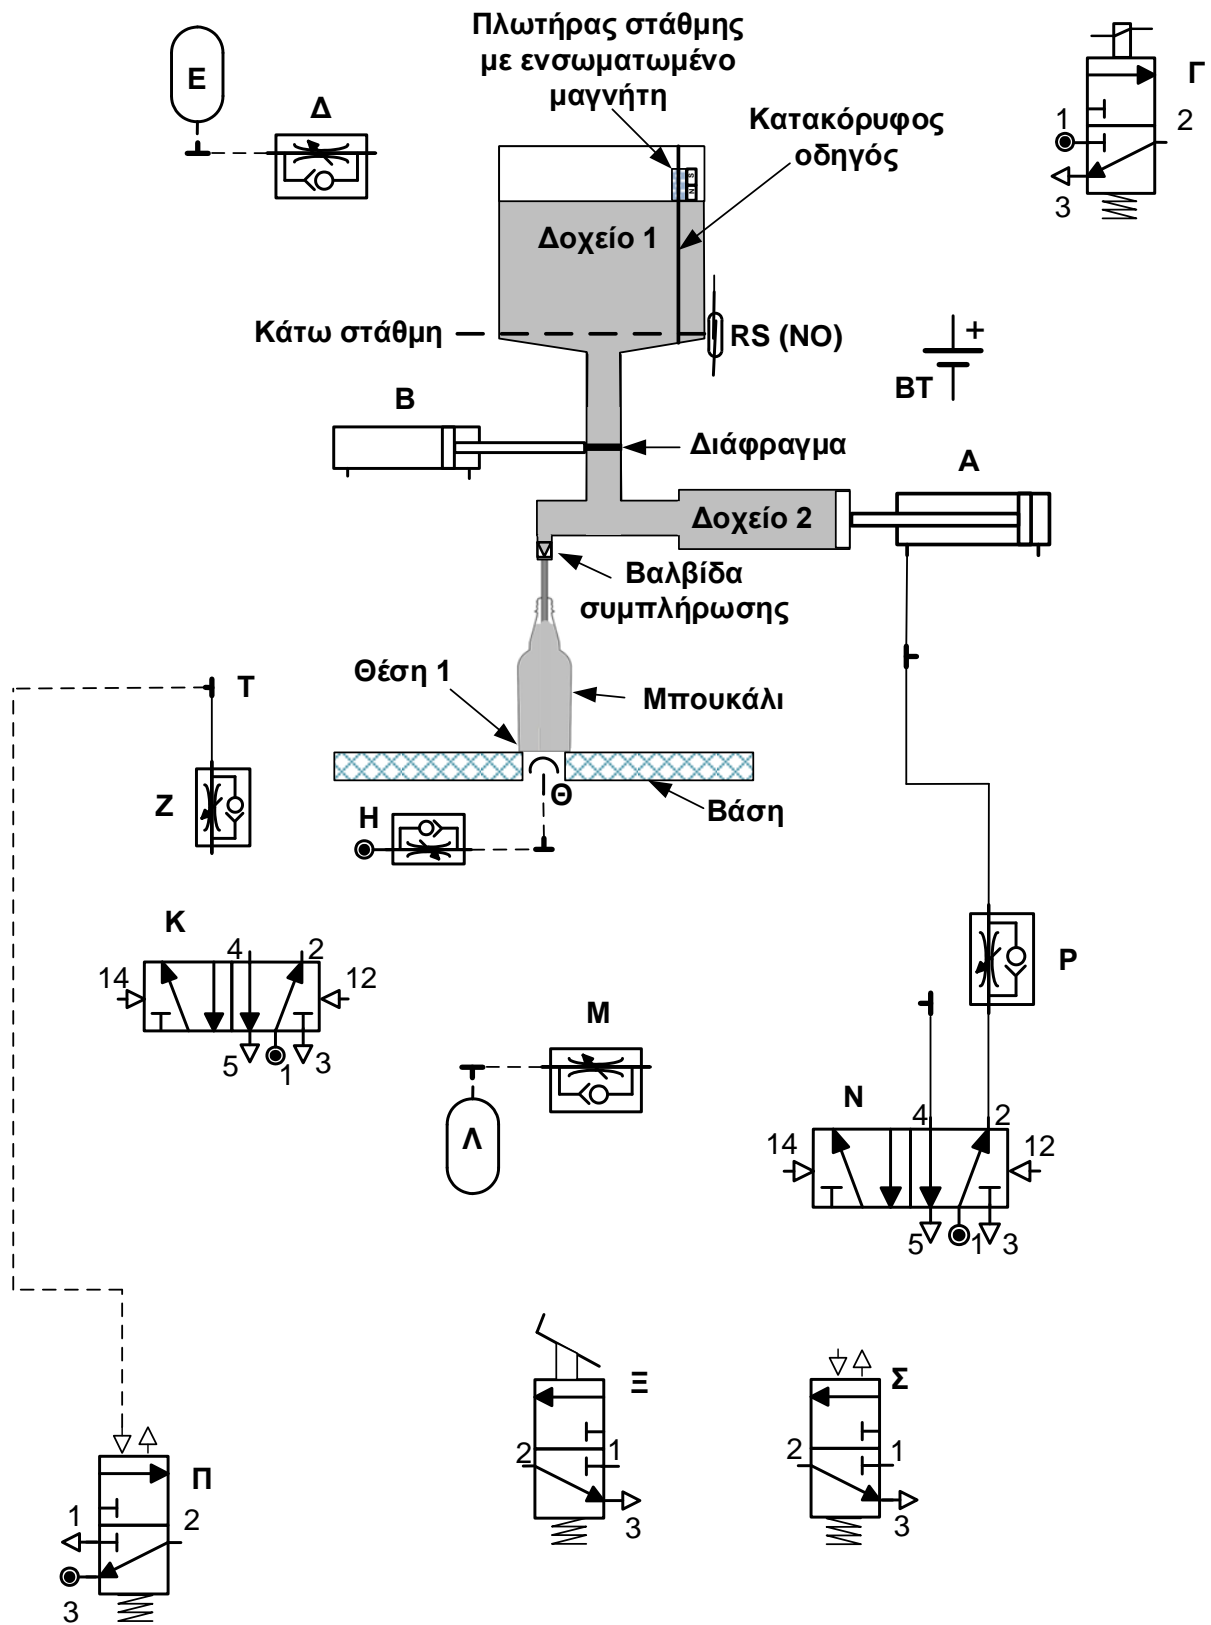 Πλωτήρας στάθμης
με ενσωματωμένο
μαγνήτη
Ε
Δ
Κατακόρυφος
οδηγός
Γ
1
2
3
S
N
Δοχείο 1
Κάτω στάθμη
RS (NO)
+
BT
Β
Διάφραγμα
Α
Δοχείο 2
Βαλβίδα
συμπλήρωσης
Θέση 1
Μπουκάλι
Τ
Ζ
Θ
Βάση
Η
Κ
4
2
14
12
5
1
3
Ρ
Μ
Λ
Ν
4
2
14
12
5
1
3
Ξ
2
1
3
Σ
2
1
3
Π
1
2
3